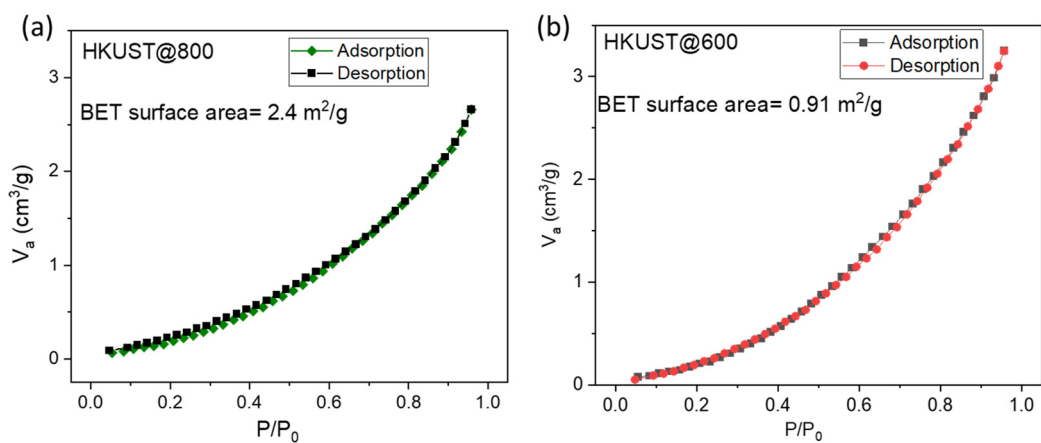 (a)
HKUST@800
Adsorption
Desorption
BET surface area= 2.4 m²/g
Vₐ (cm³/g)
3
2
1
0
0.0 0.2 0.4 0.6 0.8 1.0
P/P₀
(b)
HKUST@600
Adsorption
Desorption
BET surface area= 0.91 m²/g
Vₐ (cm³/g)
3
2
1
0
0.0 0.2 0.4 0.6 0.8 1.0
P/P₀